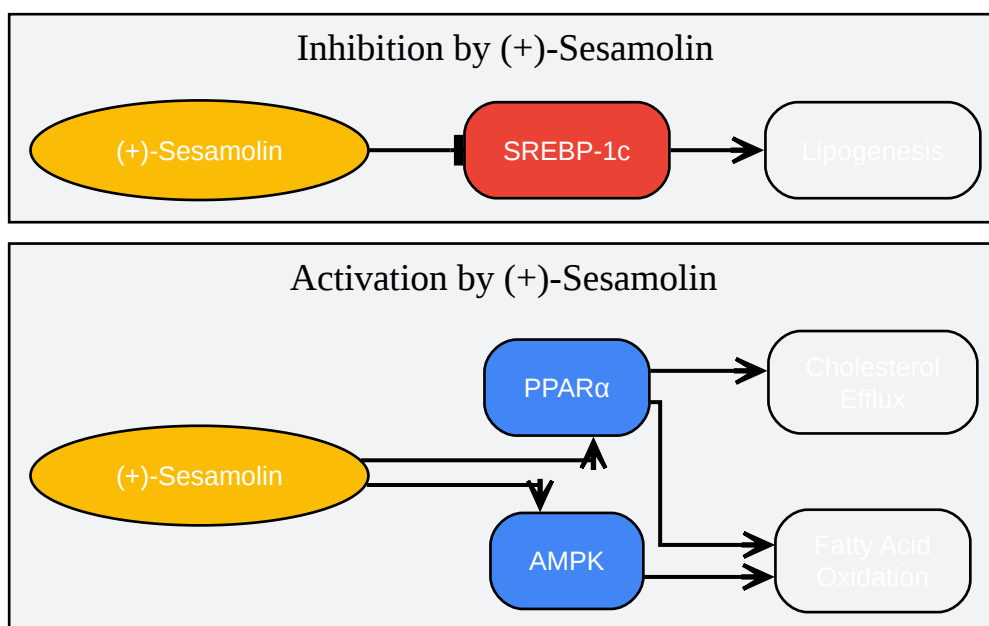 Inhibition by (+)-Sesamolin
(+)-Sesamolin
SREBP-1c
Lipogenesis
Activation by (+)-Sesamolin
PPARα
Cholesterol
Efflux
(+)-Sesamolin
AMPK
Fatty Acid
Oxidation